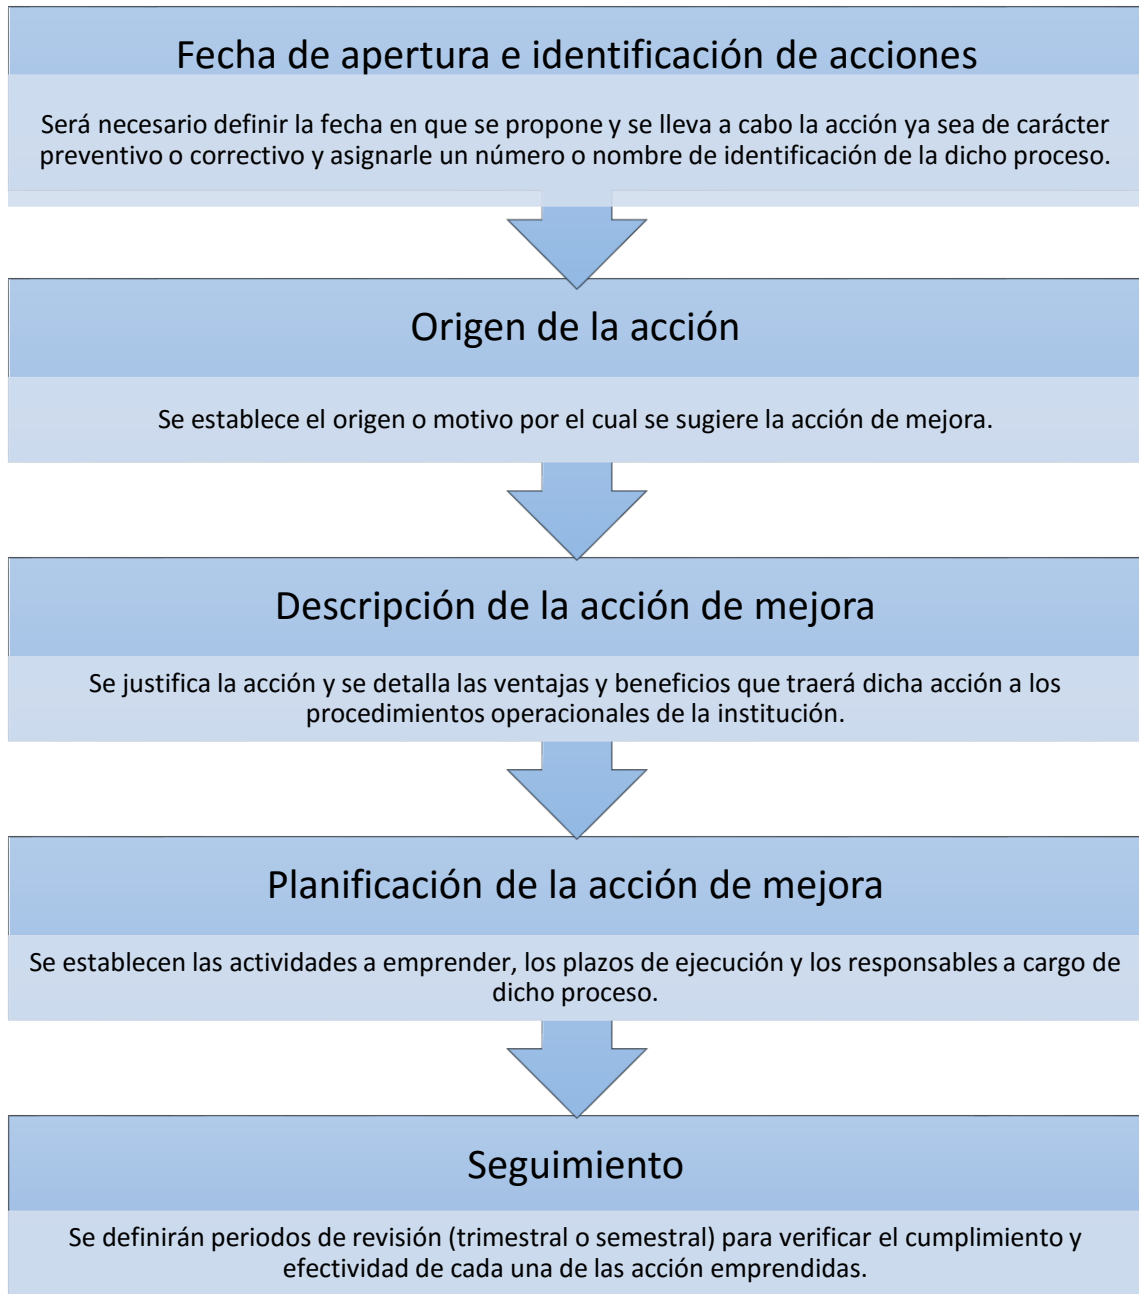 Fecha de apertura e identificación de acciones
Será necesario definir la fecha en que se propone y se lleva a cabo la acción ya sea de carácter
preventivo o correctivo y asignarle un número o nombre de identificación de la dicho proceso.
Origen de la acción
Se establece el origen o motivo por el cual se sugiere la acción de mejora.
Descripción de la acción de mejora
Se justifica la acción y se detalla las ventajas y beneficios que traerá dicha acción a los
procedimientos operacionales de la institución.
Planificación de la acción de mejora
Se establecen las actividades a emprender, los plazos de ejecución y los responsables a cargo de
dicho proceso.
Seguimiento
Se definirán periodos de revisión (trimestral o semestral) para verificar el cumplimiento y
efectividad de cada una de las acción emprendidas.